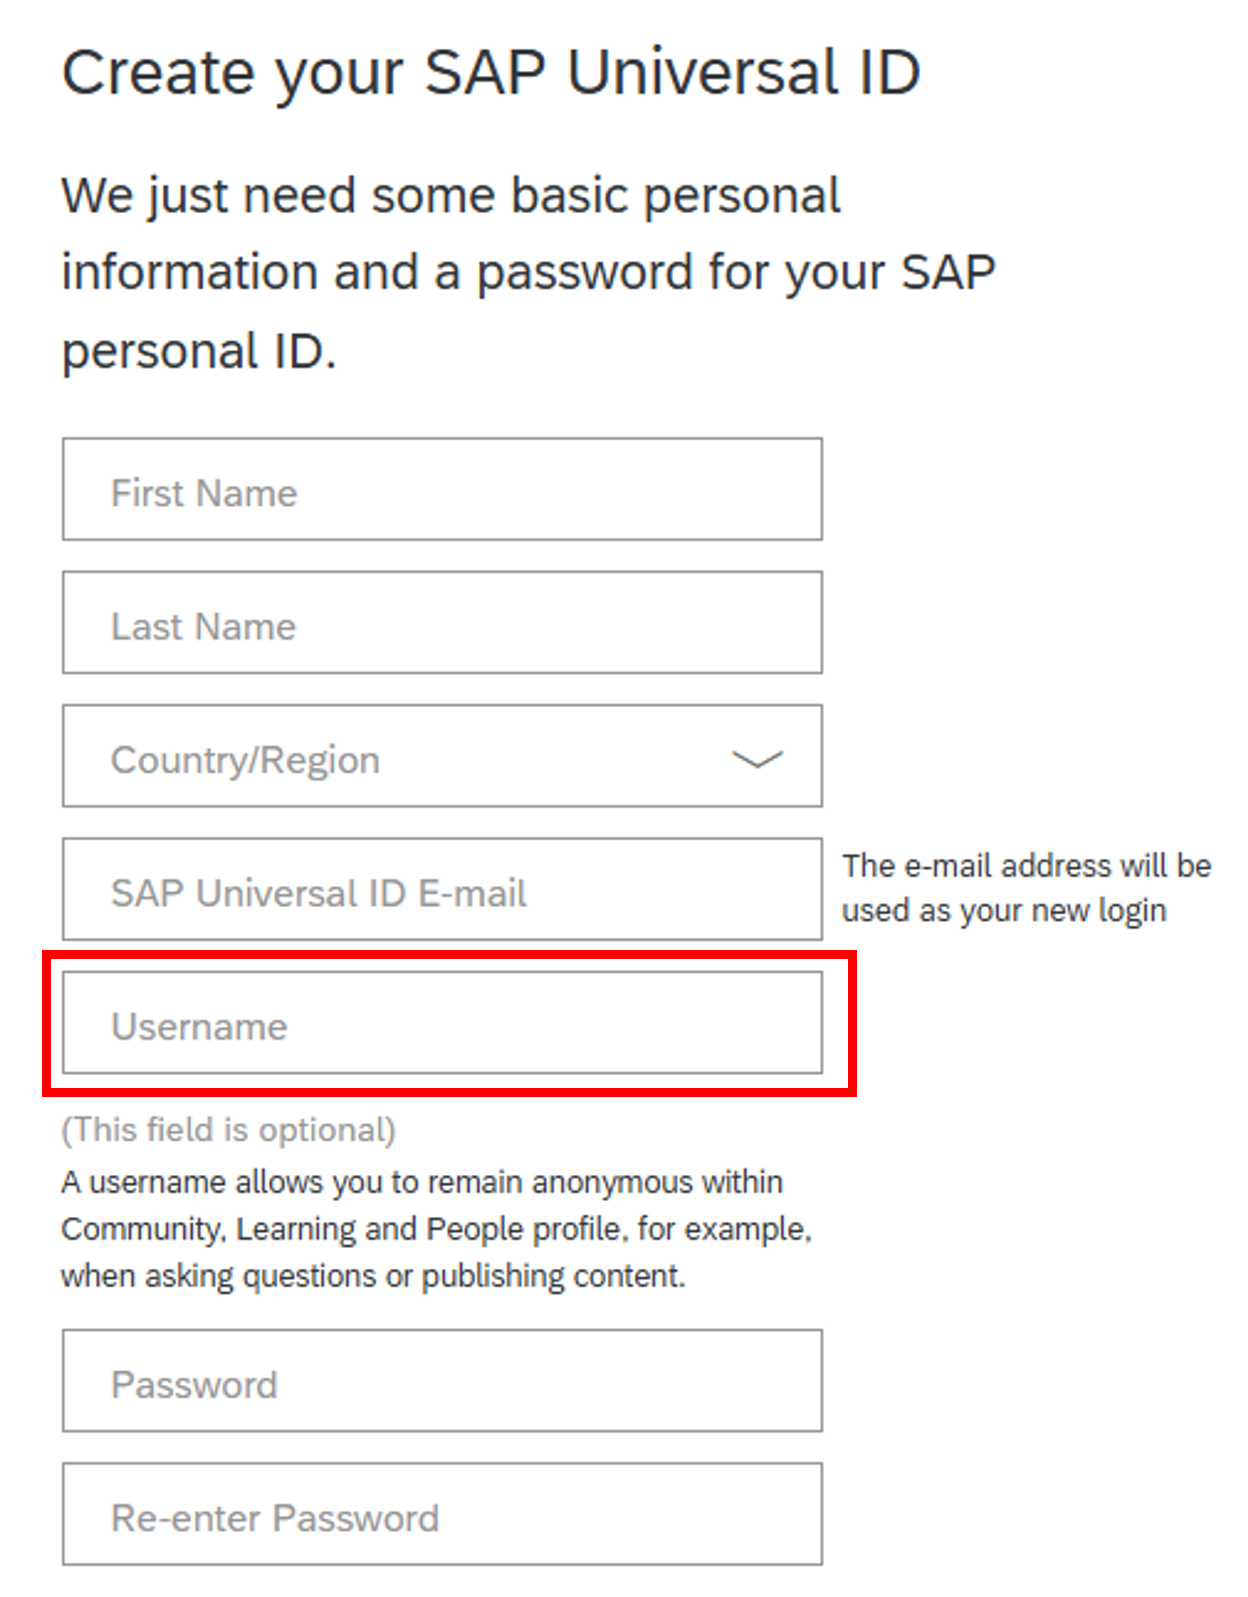 Create your SAP Universal ID
We just need some basic personal
information and a password for your SAP
personal ID.
First Name
Last Name
Country/Region
SAP Universal ID E-mail
The e-mail address will be
used as your new login
Username
(This field is optional)
A username allows you to remain anonymous within
Community, Learning and People profile, for example,
when asking questions or publishing content.
Password
Re-enter Password